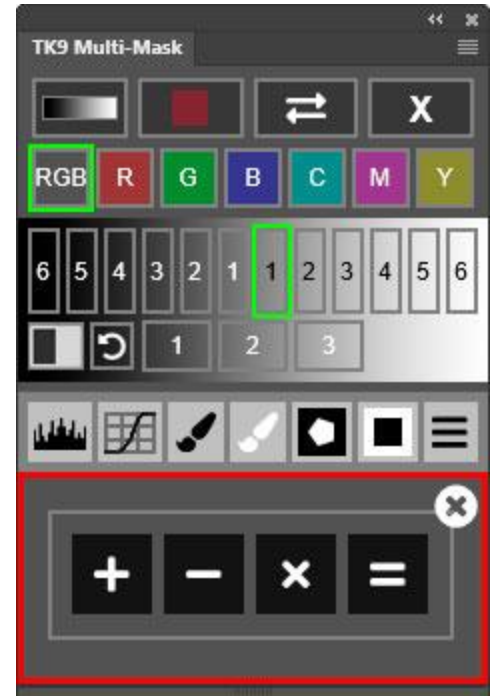 TK9 Multi-Mask
X
RGB R G B C M Y
6 5 4 3 2 1 1 2 3 4 5 6
1 2 3
+ − × =